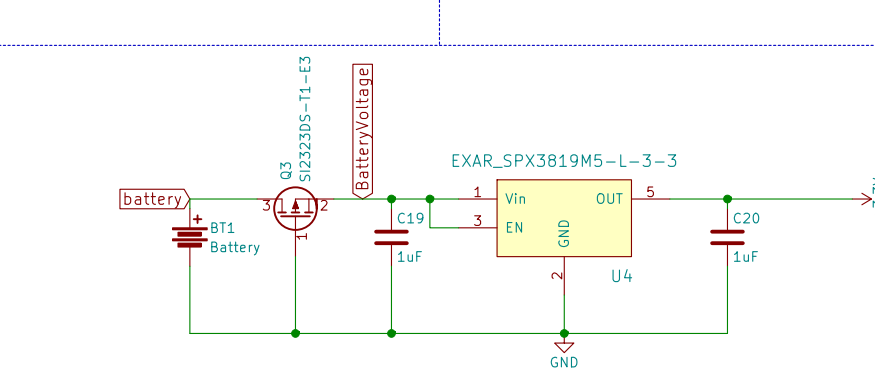 SI2323DS-T1-E3
Q3
BatteryVoltage
EXAR_SPX3819M5-L-3-3
battery
3
2
1
1
Vin
OUT
5
3
EN
GND
2
U4
+
BT1
Battery
C19
1uF
C20
1uF
GND